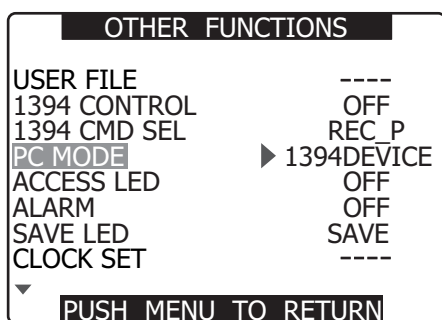 OTHER FUNCTIONS
USER FILE ----
1394 CONTROL OFF
1394 CMD SEL REC_P
PC MODE 1394DEVICE
ACCESS LED OFF
ALARM OFF
SAVE LED SAVE
CLOCK SET ----
PUSH MENU TO RETURN